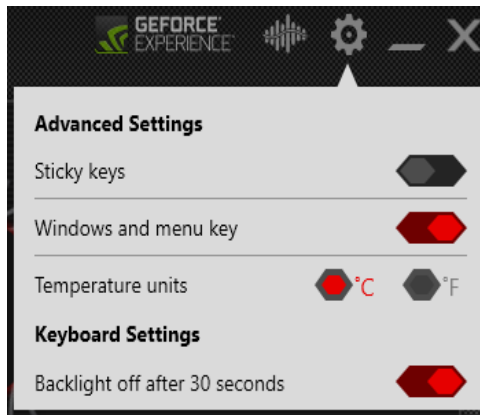 GEFORCE
EXPERIENCE
Advanced Settings
Sticky keys
Windows and menu key
Temperature units °C °F
Keyboard Settings
Backlight off after 30 seconds